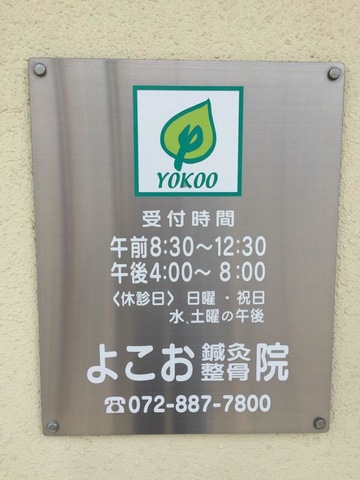 YOKOO
受付時間
午前8:30～12:30
午後4:00～ 8:00
〈休診日〉日曜・祝日
水、土曜の午後
よこお鍼灸整骨院
☎072-887-7800